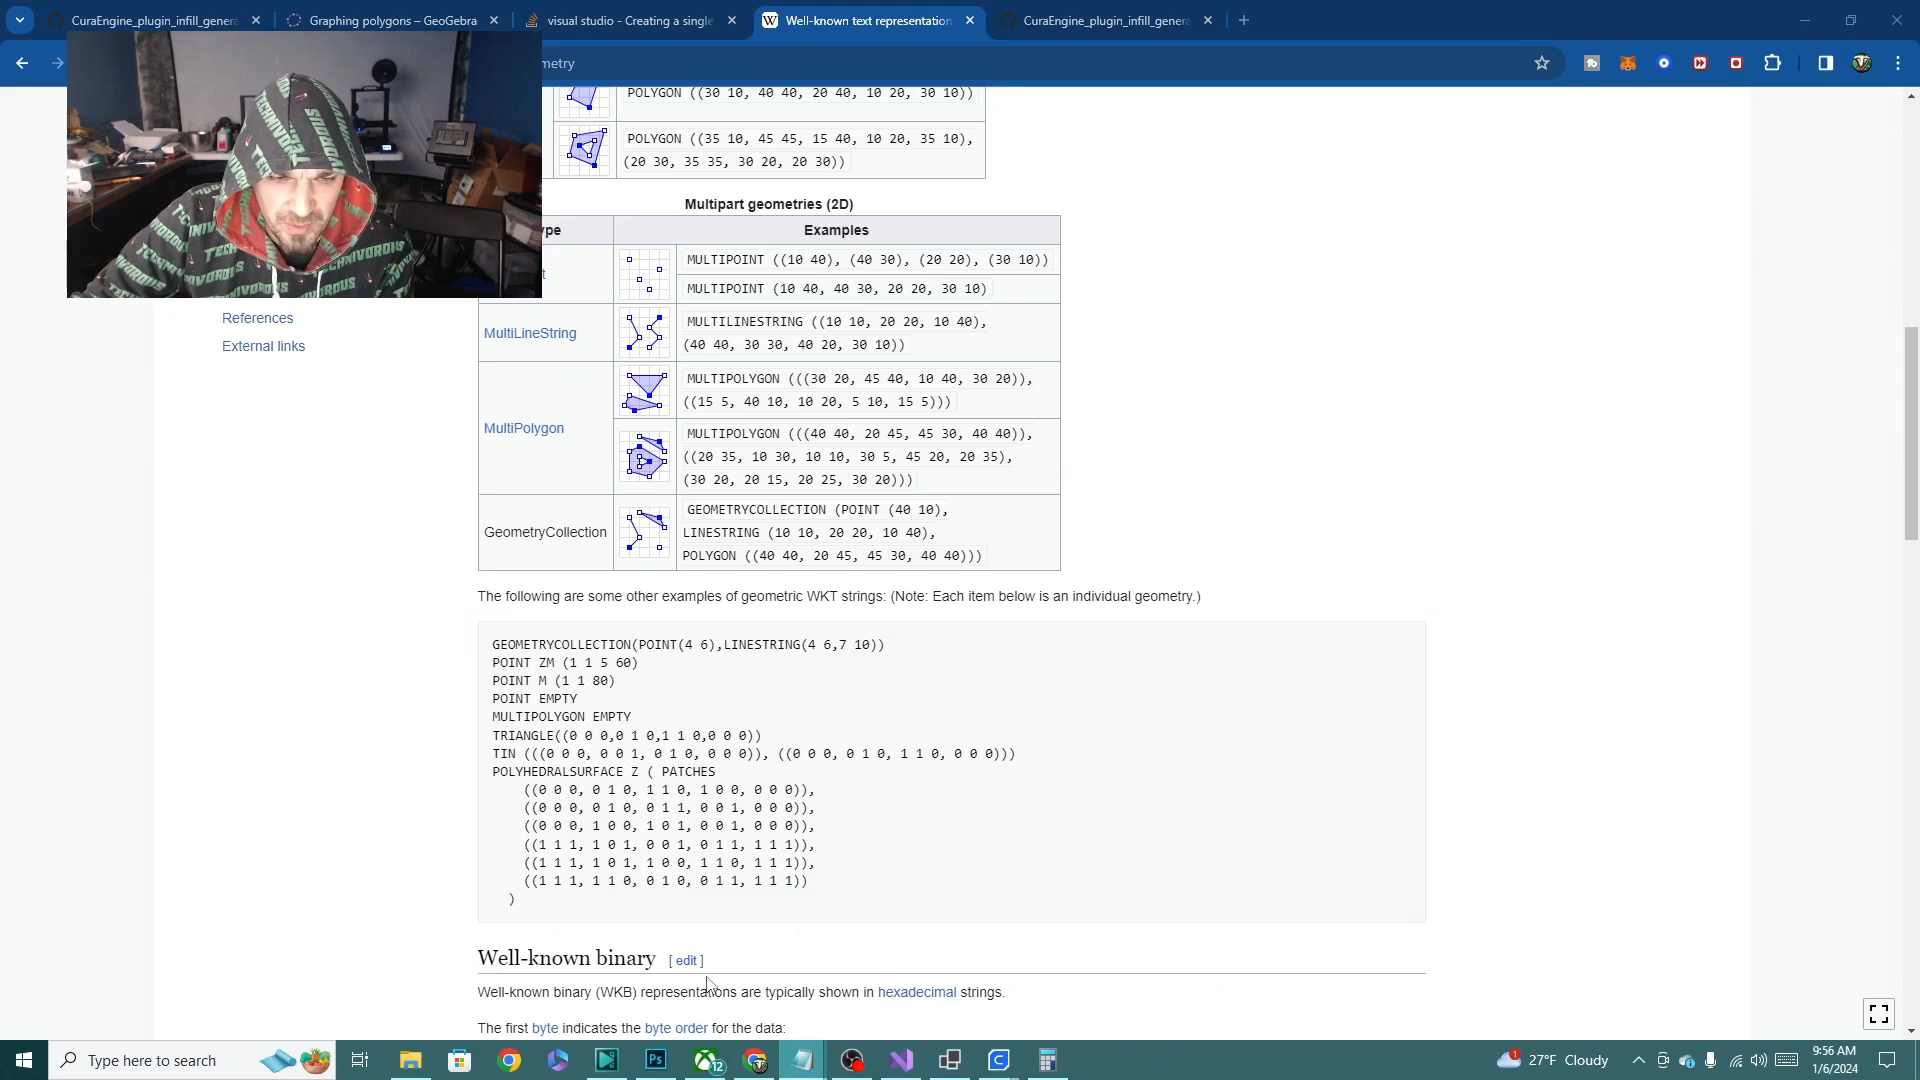 CuraEngine_plugin_infill_genera
Graphing polygons – GeoGebra
visual studio - Creating a single
Well-known text representation
CuraEngine_plugin_infill_genera
metry
POLYGON ((30 10, 40 40, 20 40, 10 20, 30 10))
POLYGON ((35 10, 45 45, 15 40, 10 20, 35 10),
(20 30, 35 35, 30 20, 20 30))
Multipart geometries (2D)
ype
Examples
t
MULTIPOINT ((10 40), (40 30), (20 20), (30 10))
MULTIPOINT (10 40, 40 30, 20 20, 30 10)
References
External links
MultiLineString
MULTILINESTRING ((10 10, 20 20, 10 40),
(40 40, 30 30, 40 20, 30 10))
MultiPolygon
MULTIPOLYGON (((30 20, 45 40, 10 40, 30 20)),
((15 5, 40 10, 10 20, 5 10, 15 5)))
MULTIPOLYGON (((40 40, 20 45, 45 30, 40 40)),
((20 35, 10 30, 10 10, 30 5, 45 20, 20 35),
(30 20, 20 15, 20 25, 30 20)))
GeometryCollection
GEOMETRYCOLLECTION (POINT (40 10),
LINESTRING (10 10, 20 20, 10 40),
POLYGON ((40 40, 20 45, 45 30, 40 40)))
The following are some other examples of geometric WKT strings: (Note: Each item below is an individual geometry.)
GEOMETRYCOLLECTION(POINT(4 6),LINESTRING(4 6,7 10))
POINT ZM (1 1 5 60)
POINT M (1 1 80)
POINT EMPTY
MULTIPOLYGON EMPTY
TRIANGLE((0 0 0,0 1 0,1 1 0,0 0 0))
TIN (((0 0 0, 0 0 1, 0 1 0, 0 0 0)), ((0 0 0, 0 1 0, 1 1 0, 0 0 0)))
POLYHEDRALSURFACE Z ( PATCHES
((0 0 0, 0 1 0, 1 1 0, 1 0 0, 0 0 0)),
((0 0 0, 0 1 0, 0 1 1, 0 0 1, 0 0 0)),
((0 0 0, 1 0 0, 1 0 1, 0 0 1, 0 0 0)),
((1 1 1, 1 0 1, 0 0 1, 0 1 1, 1 1 1)),
((1 1 1, 1 0 1, 1 0 0, 1 1 0, 1 1 1)),
((1 1 1, 1 1 0, 0 1 0, 0 1 1, 1 1 1))
)
Well-known binary [ edit ]
Well-known binary (WKB) representations are typically shown in hexadecimal strings.
The first byte indicates the byte order for the data:
Type here to search
12
1
27°F Cloudy
9:56 AM
1/6/2024